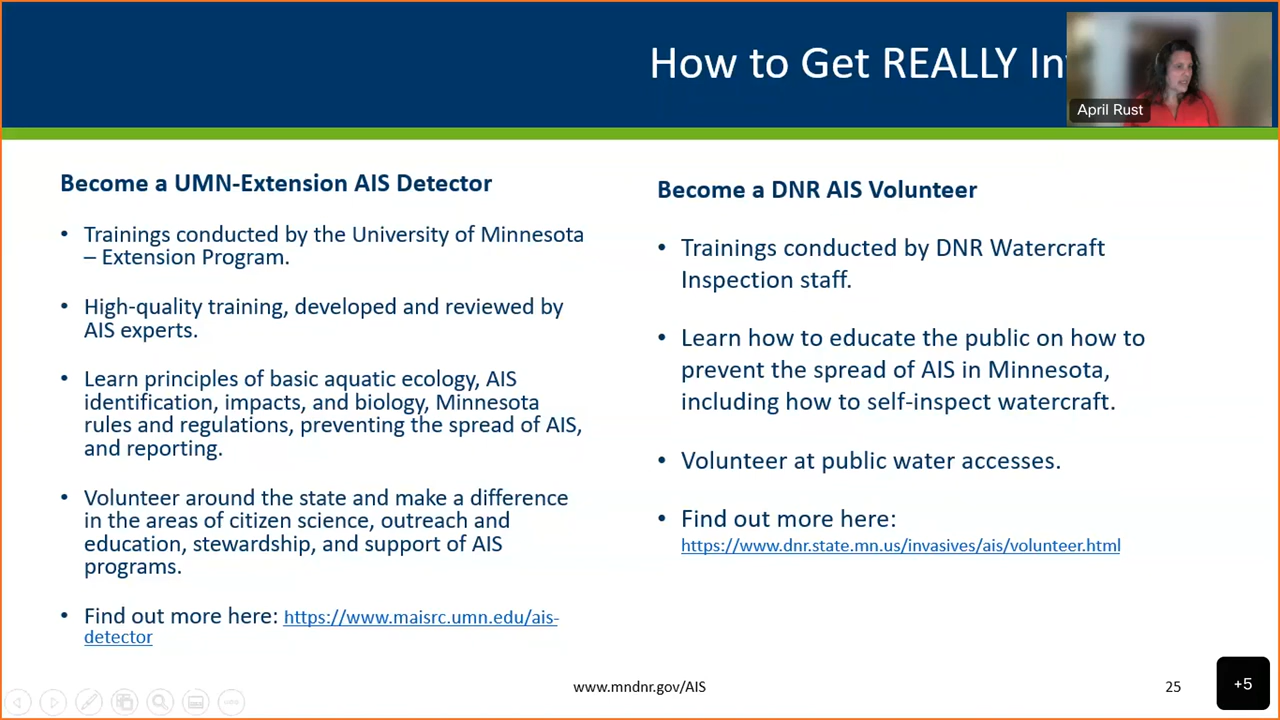 How to Get REALLY In
April Rust
Become a UMN-Extension AIS Detector
• Trainings conducted by the University of Minnesota
– Extension Program.
• High-quality training, developed and reviewed by
AIS experts.
• Learn principles of basic aquatic ecology, AIS
identification, impacts, and biology, Minnesota
rules and regulations, preventing the spread of AIS,
and reporting.
• Volunteer around the state and make a difference
in the areas of citizen science, outreach and
education, stewardship, and support of AIS
programs.
• Find out more here: https://www.maisrc.umn.edu/ais-
detector
Become a DNR AIS Volunteer
• Trainings conducted by DNR Watercraft
Inspection staff.
• Learn how to educate the public on how to
prevent the spread of AIS in Minnesota,
including how to self-inspect watercraft.
• Volunteer at public water accesses.
• Find out more here:
https://www.dnr.state.mn.us/invasives/ais/volunteer.html
www.mndnr.gov/AIS
25
+5